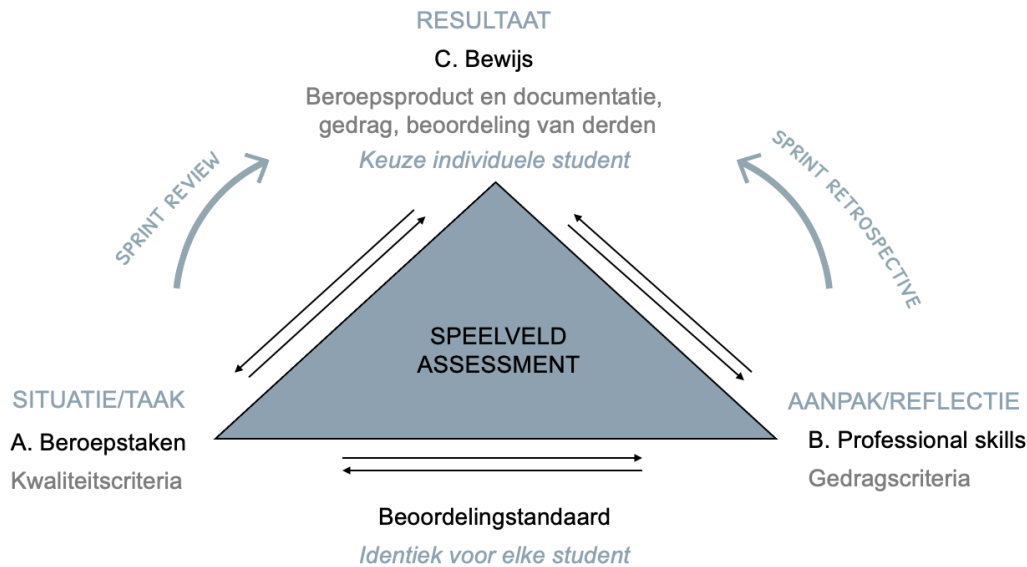 RESULTAAT
C. Bewijs
Beroepsproduct en documentatie,
gedrag, beoordeling van derden
Keuze individuele student
SPRINT REVIEW
SPRINT RETROSPECTIVE
SPEELVELD
ASSESSMENT
SITUATIE/TAAK
A. Beroepstaken
Kwaliteitscriteria
AANPAK/REFLECTIE
B. Professional skills
Gedragscriteria
Beoordelingstandaard
Identiek voor elke student